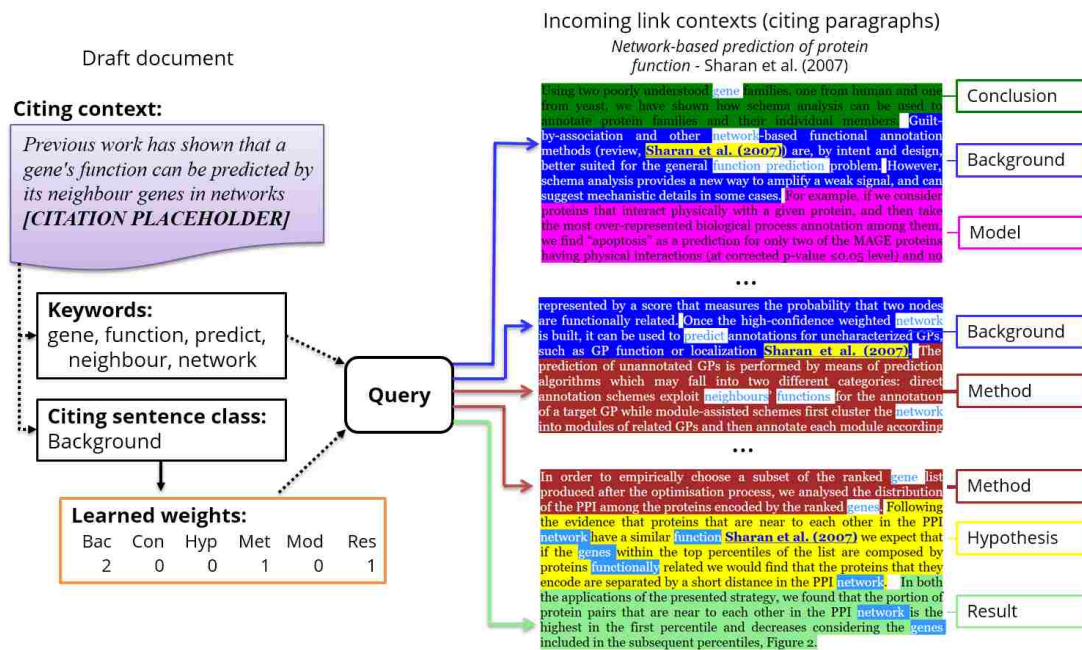 Draft document
Citing context:
Previous work has shown that a
gene's function can be predicted by
its neighbour genes in networks
[CITATION PLACEHOLDER]
Keywords:
gene, function, predict,
neighbour, network
Citing sentence class:
Background
Learned weights:
Bac Con Hyp Met Mod Res
2 0 0 1 0 1
Query
Incoming link contexts (citing paragraphs)
Network-based prediction of protein
function - Sharan et al. (2007)
Using two poorly understood gene families, one from human and one
from yeast, we have shown how schema analysis can be used to
annotate protein families and their individual members. Guilt-
by-association and other network-based functional annotation
methods (review, Sharan et al. (2007)) are, by intent and design,
better suited for the general function prediction problem. However,
schema analysis provides a new way to amplify a weak signal, and can
suggest mechanistic details in some cases. For example, if we consider
proteins that interact physically with a given protein, and then take
the most over-represented biological process annotation among them,
we find "apoptosis" as a prediction for only two of the MAGE proteins
having physical interactions (at corrected p-value ≤0.05 level) and no
...
represented by a score that measures the probability that two nodes
are functionally related. Once the high-confidence weighted network
is built, it can be used to predict annotations for uncharacterized GPs,
such as GP function or localization Sharan et al. (2007). The
prediction of unannotated GPs is performed by means of prediction
algorithms which may fall into two different categories: direct
annotation schemes exploit neighbours' functions for the annotation
of a target GP while module-assisted schemes first cluster the network
into modules of related GPs and then annotate each module according
...
In order to empirically choose a subset of the ranked gene list
produced after the optimisation process, we analysed the distribution
of the PPI among the proteins encoded by the ranked genes. Following
the evidence that proteins that are near to each other in the PPI
network have a similar function Sharan et al. (2007) we expect that
if the genes within the top percentiles of the list are composed by
proteins functionally related we would find that the proteins that they
encode are separated by a short distance in the PPI network. In both
the applications of the presented strategy, we found that the portion of
protein pairs that are near to each other in the PPI network is the
highest in the first percentile and decreases considering the genes
included in the subsequent percentiles, Figure 2.
Conclusion
Background
Model
Background
Method
Method
Hypothesis
Result